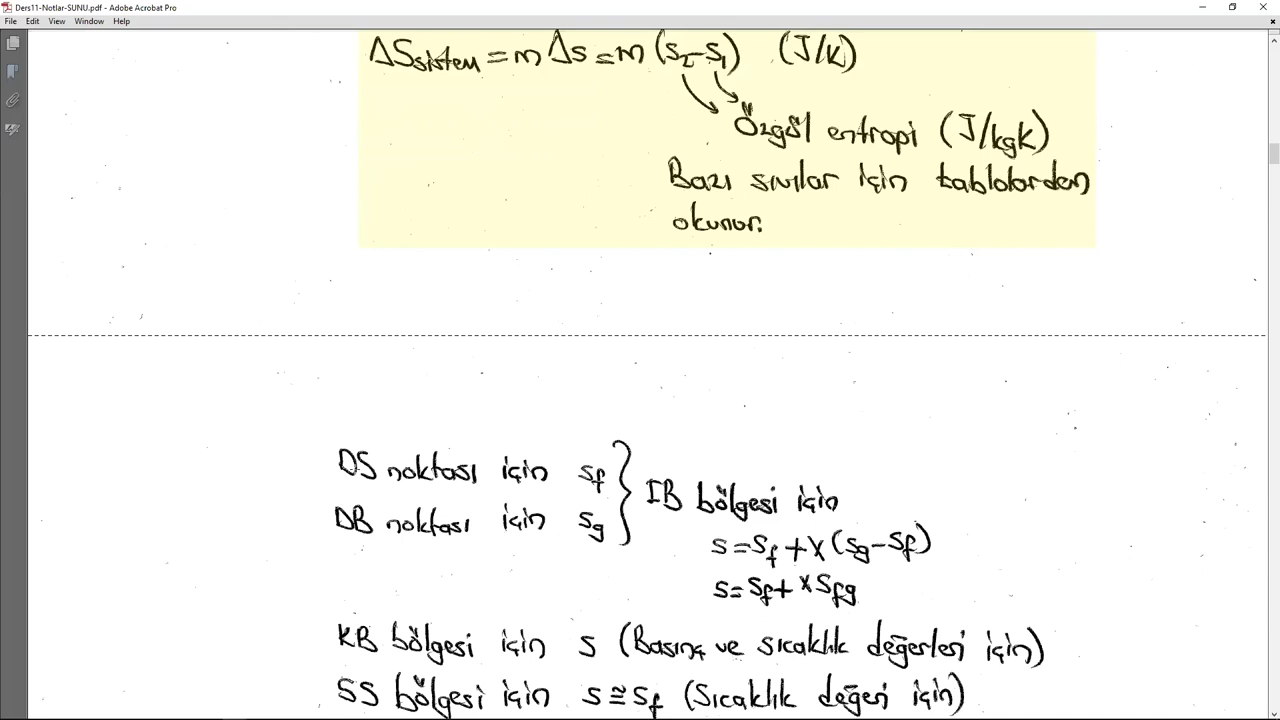 Ders11-Notlar-SUNU.pdf - Adobe Acrobat Pro
File Edit View Window Help
ΔSsistem = m Δs = m (s₂-s₁) (J/K)
Özgül entropi (J/kgK)
Bazı sıvılar için tablolardan
okunur.
DS noktası için sf
DB noktası için sg
IB bölgesi için
s = sf + x (sg - sf)
s = sf + x sfg
KB bölgesi için s (Basınç ve sıcaklık değerleri için)
SS bölgesi için s ≅ sf (Sıcaklık değeri için)